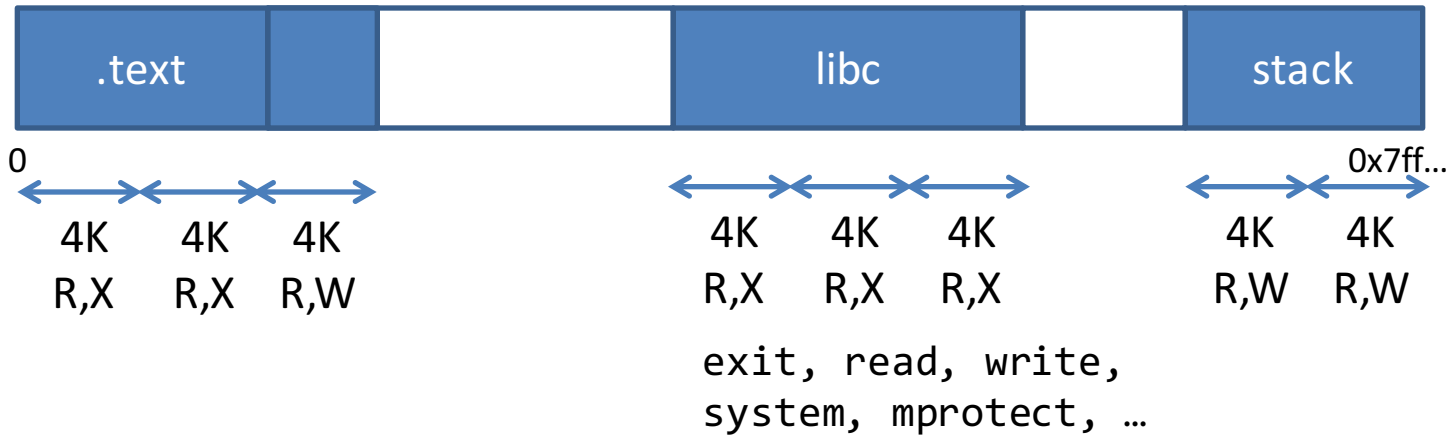 .text libc stack
0 0x7ff…
4K 4K 4K 4K 4K 4K 4K 4K
R,X R,X R,W R,X R,X R,X R,W R,W
exit, read, write,
system, mprotect, …